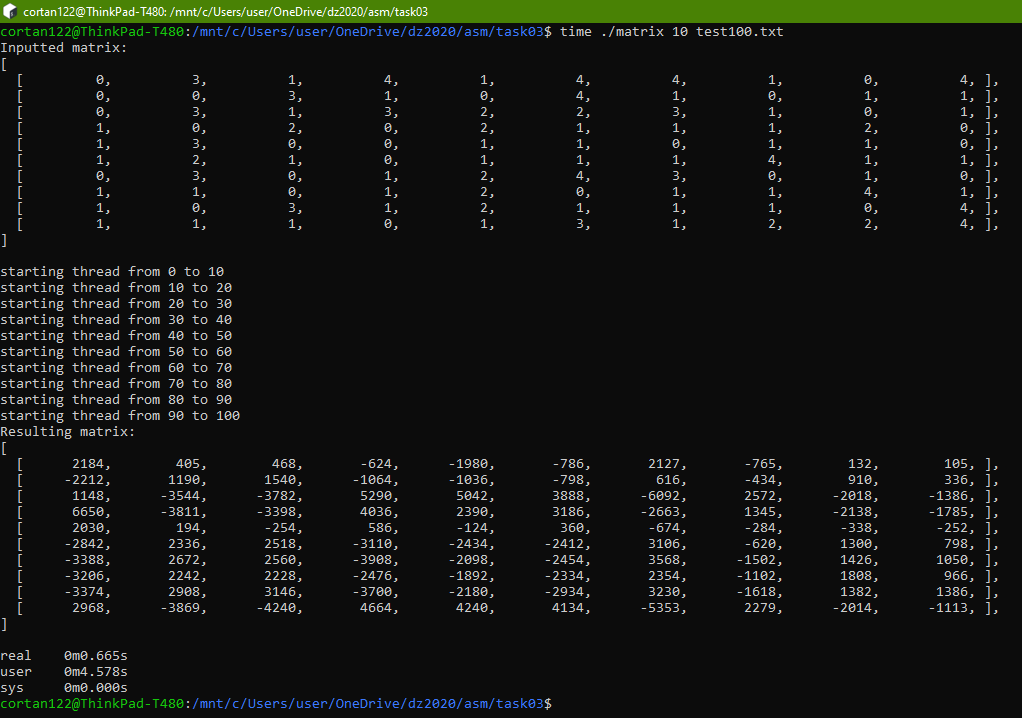 cortan122@ThinkPad-T480: /mnt/c/Users/user/OneDrive/dz2020/asm/task03
cortan122@ThinkPad-T480:/mnt/c/Users/user/OneDrive/dz2020/asm/task03$ time ./matrix 10 test100.txt
Inputted matrix:
[
  [         0,          3,          1,          4,          1,          4,          4,          1,          0,          4, ],
  [         0,          0,          3,          1,          0,          4,          1,          0,          1,          1, ],
  [         0,          3,          1,          3,          2,          2,          3,          1,          0,          1, ],
  [         1,          0,          2,          0,          2,          1,          1,          1,          2,          0, ],
  [         1,          3,          0,          0,          1,          1,          0,          1,          1,          0, ],
  [         1,          2,          1,          0,          1,          1,          1,          4,          1,          1, ],
  [         0,          3,          0,          1,          2,          4,          3,          0,          1,          0, ],
  [         1,          1,          0,          1,          2,          0,          1,          1,          4,          1, ],
  [         1,          0,          3,          1,          2,          1,          1,          1,          0,          4, ],
  [         1,          1,          1,          0,          1,          3,          1,          2,          2,          4, ],
]
starting thread from 0 to 10
starting thread from 10 to 20
starting thread from 20 to 30
starting thread from 30 to 40
starting thread from 40 to 50
starting thread from 50 to 60
starting thread from 60 to 70
starting thread from 70 to 80
starting thread from 80 to 90
starting thread from 90 to 100
Resulting matrix:
[
  [      2184,        405,        468,       -624,      -1980,       -786,       2127,       -765,        132,        105, ],
  [     -2212,       1190,       1540,      -1064,      -1036,       -798,        616,       -434,        910,        336, ],
  [      1148,      -3544,      -3782,       5290,       5042,       3888,      -6092,       2572,      -2018,      -1386, ],
  [      6650,      -3811,      -3398,       4036,       2390,       3186,      -2663,       1345,      -2138,      -1785, ],
  [      2030,        194,       -254,        586,       -124,        360,       -674,       -284,       -338,       -252, ],
  [     -2842,       2336,       2518,      -3110,      -2434,      -2412,       3106,       -620,       1300,        798, ],
  [     -3388,       2672,       2560,      -3908,      -2098,      -2454,       3568,      -1502,       1426,       1050, ],
  [     -3206,       2242,       2228,      -2476,      -1892,      -2334,       2354,      -1102,       1808,        966, ],
  [     -3374,       2908,       3146,      -3700,      -2180,      -2934,       3230,      -1618,       1382,       1386, ],
  [      2968,      -3869,      -4240,       4664,       4240,       4134,      -5353,       2279,      -2014,      -1113, ],
]
real    0m0.665s
user    0m4.578s
sys     0m0.000s
cortan122@ThinkPad-T480:/mnt/c/Users/user/OneDrive/dz2020/asm/task03$